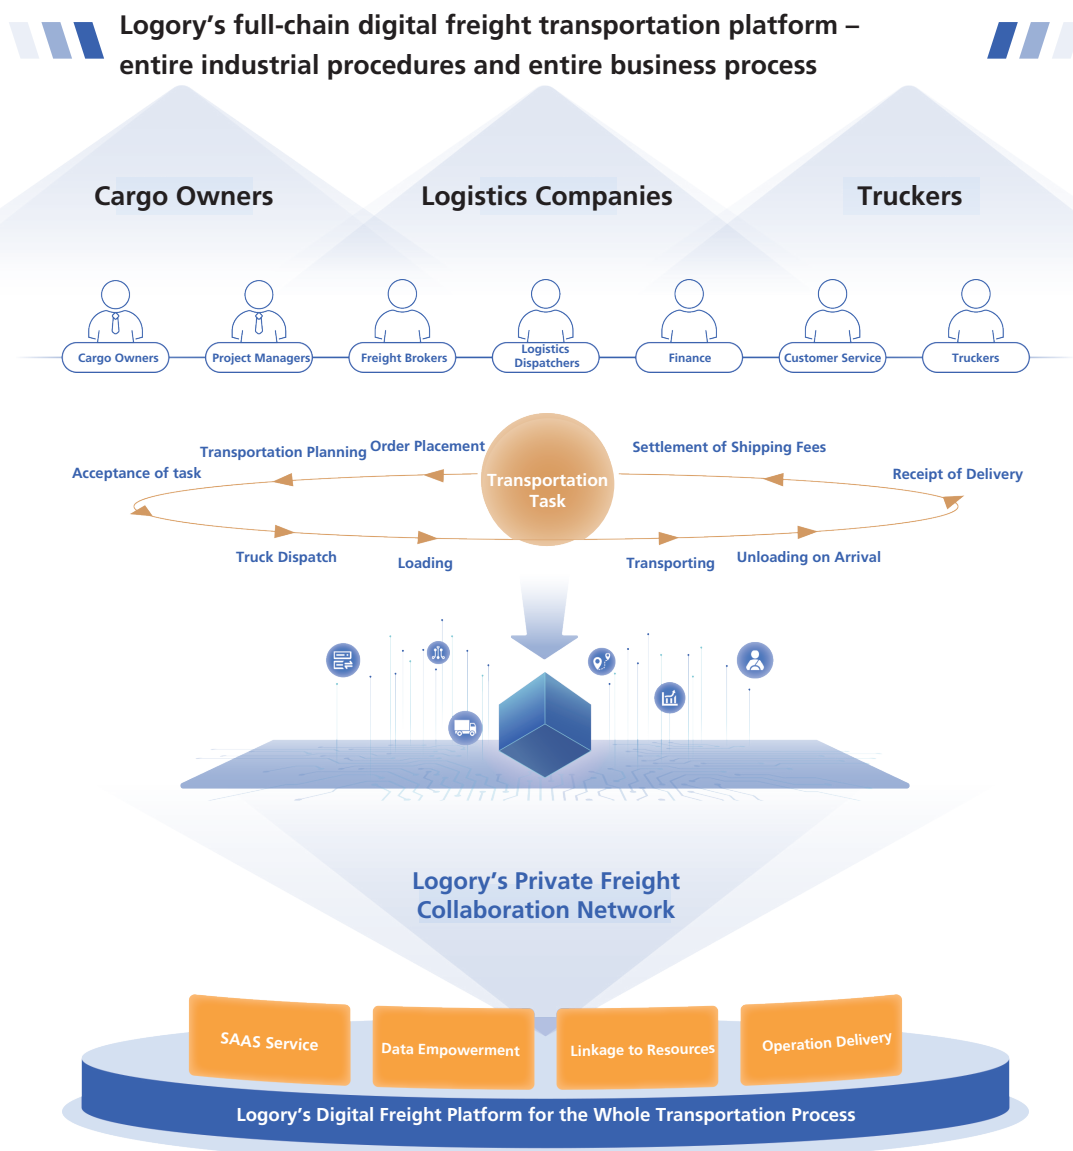 Logory’s full-chain digital freight transportation platform –
entire industrial procedures and entire business process
Cargo Owners
Logistics Companies
Truckers
Cargo Owners
Project Managers
Freight Brokers
Logistics
Dispatchers
Finance
Customer Service
Truckers
Order Placement
Transportation Planning
Acceptance of task
Settlement of Shipping Fees
Receipt of Delivery
Transportation
Task
Truck Dispatch
Loading
Transporting
Unloading on Arrival
Logory’s Private Freight
Collaboration Network
SAAS Service
Data Empowerment
Linkage to Resources
Operation Delivery
Logory’s Digital Freight Platform for the Whole Transportation Process